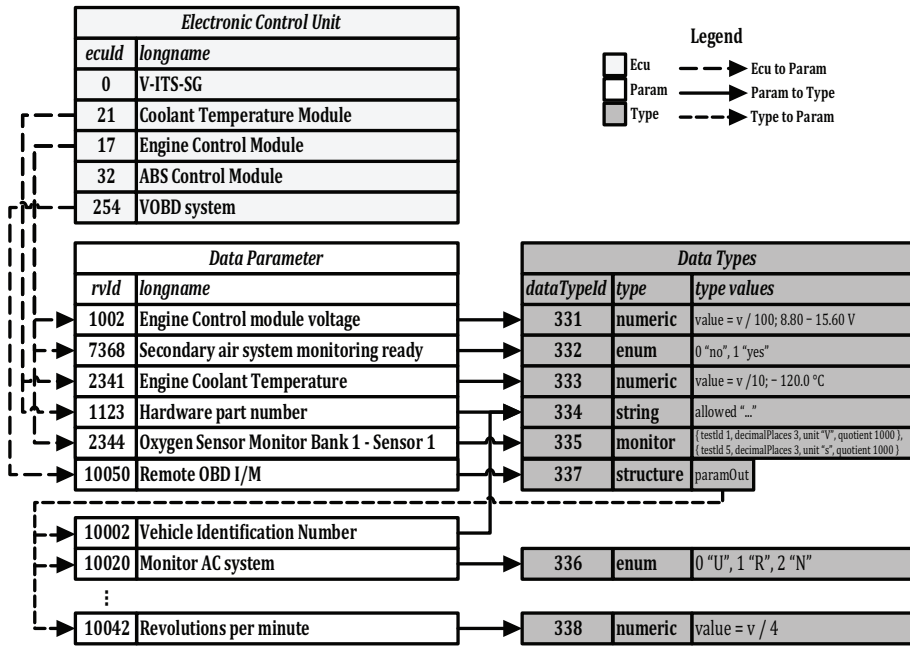 Electronic Control Unit
ecuId longname
0 V-ITS-SG
21 Coolant Temperature Module
17 Engine Control Module
32 ABS Control Module
254 VOBD system
Legend
Ecu Ecu to Param
Param Param to Type
Type Type to Param
Data Parameter
rvId longname
1002 Engine Control module voltage
7368 Secondary air system monitoring ready
2341 Engine Coolant Temperature
1123 Hardware part number
2344 Oxygen Sensor Monitor Bank 1 - Sensor 1
10050 Remote OBD I/M
10002 Vehicle Identification Number
10020 Monitor AC system
⋮
10042 Revolutions per minute
Data Types
dataTypeId type type values
331 numeric value = v / 100; 8.80 – 15.60 V
332 enum 0 “no”, 1 “yes”
333 numeric value = v /10; – 120.0 °C
334 string allowed “...”
335 monitor { testId 1, decimalPlaces 3, unit “V”, quotient 1000 },
{ testId 5, decimalPlaces 3, unit “s”, quotient 1000 }
337 structure paramOut
336 enum 0 “U”, 1 “R”, 2 “N”
338 numeric value = v / 4